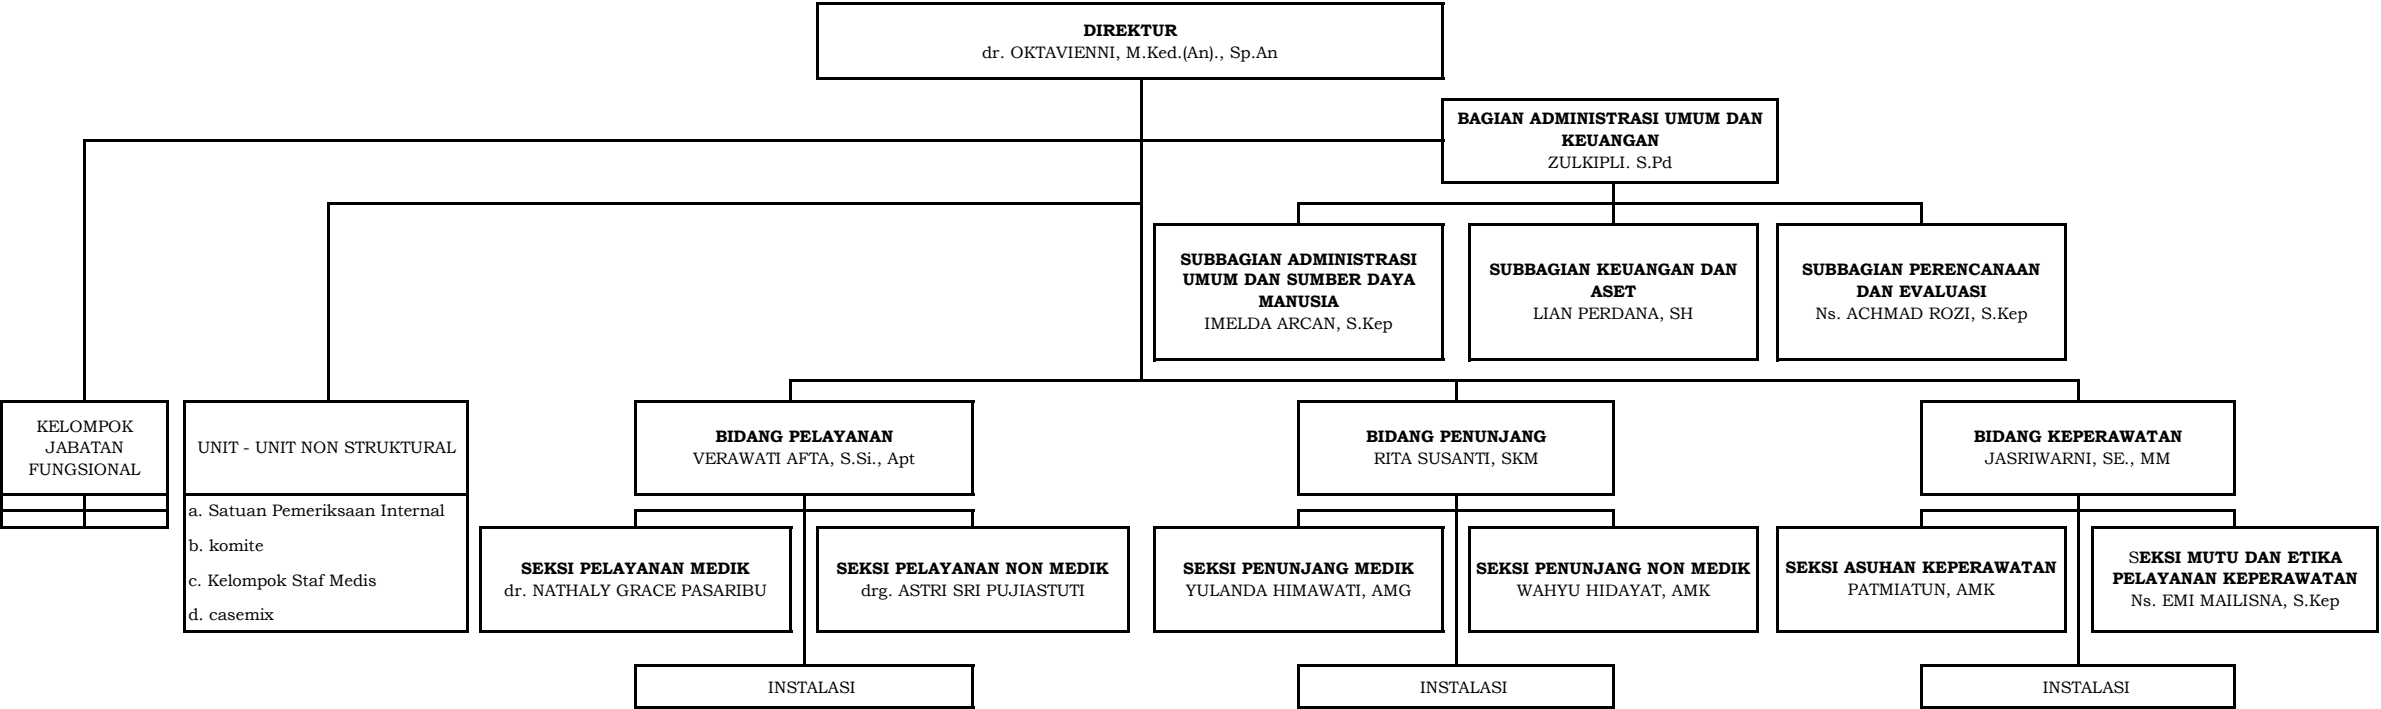 DIREKTUR
dr. OKTAVIENNI, M.Ked.(An)., Sp.An
BAGIAN ADMINISTRASI UMUM DAN
KEUANGAN
ZULKIPLI. S.Pd
SUBBAGIAN ADMINISTRASI
UMUM DAN SUMBER DAYA
MANUSIA
IMELDA ARCAN, S.Kep
SUBBAGIAN KEUANGAN DAN
ASET
LIAN PERDANA, SH
SUBBAGIAN PERENCANAAN
DAN EVALUASI
Ns. ACHMAD ROZI, S.Kep
KELOMPOK
JABATAN
FUNGSIONAL
UNIT - UNIT NON STRUKTURAL
a. Satuan Pemeriksaan Internal
b. komite
c. Kelompok Staf Medis
d. casemix
BIDANG PELAYANAN
VERAWATI AFTA, S.Si., Apt
BIDANG PENUNJANG
RITA SUSANTI, SKM
BIDANG KEPERAWATAN
JASRIWARNI, SE., MM
SEKSI PELAYANAN MEDIK
dr. NATHALY GRACE PASARIBU
SEKSI PELAYANAN NON MEDIK
drg. ASTRI SRI PUJIASTUTI
SEKSI PENUNJANG MEDIK
YULANDA HIMAWATI, AMG
SEKSI PENUNJANG NON MEDIK
WAHYU HIDAYAT, AMK
SEKSI ASUHAN KEPERAWATAN
PATMIATUN, AMK
SEKSI MUTU DAN ETIKA
PELAYANAN KEPERAWATAN
Ns. EMI MAILISNA, S.Kep
INSTALASI
INSTALASI
INSTALASI